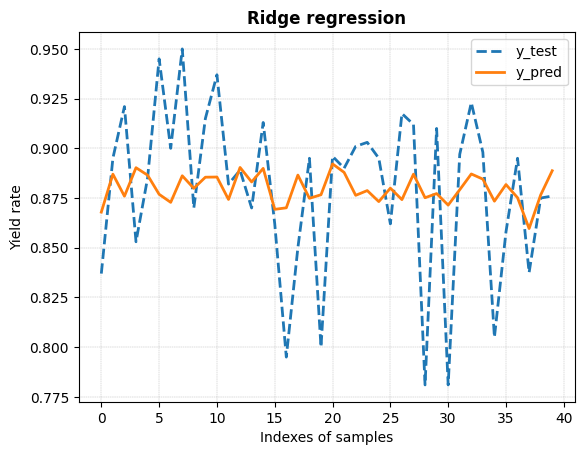 Ridge regression
y_test
y_pred
0.950
0.925
0.900
0.875
0.850
0.825
0.800
0.775
Yield rate
0 5 10 15 20 25 30 35 40
Indexes of samples